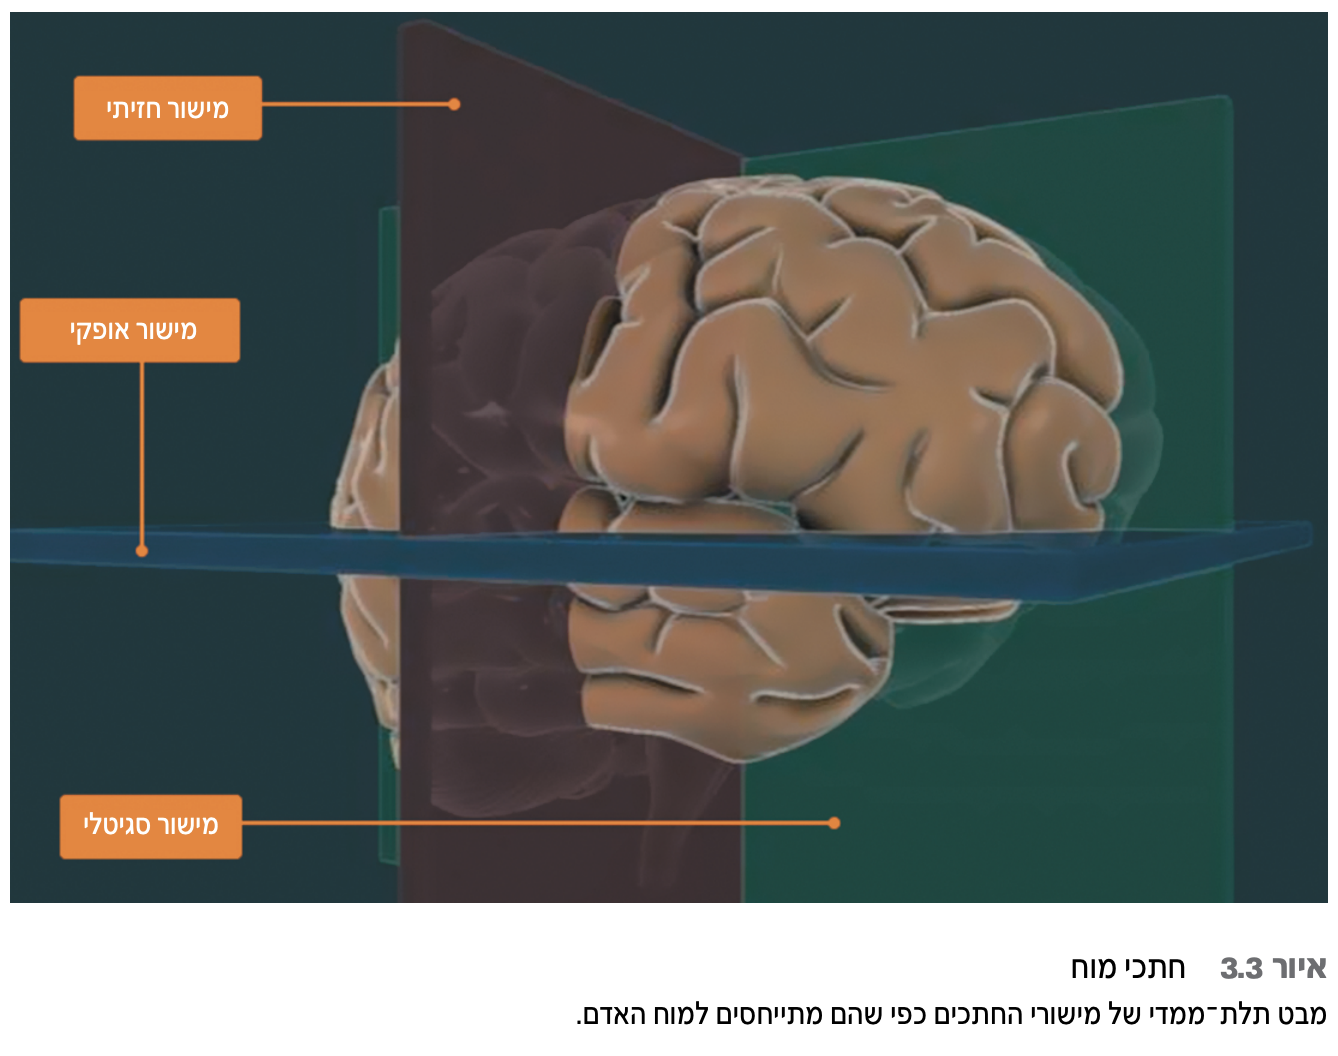 מישור חזיתי
מישור אופקי
מישור סגיטלי
איור 3.3 חתכי מוח
מבט תלת־ממדי של מישורי החתכים כפי שהם מתייחסים למוח האדם.